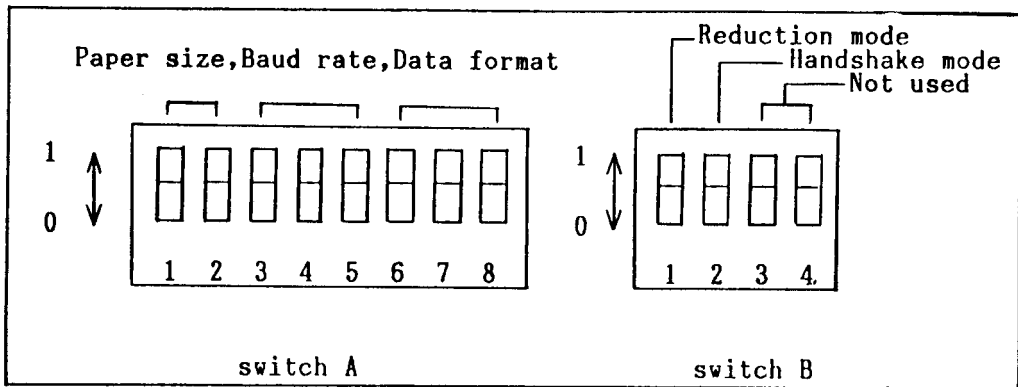 Reduction mode
Paper size,Baud rate,Data format
Handshake mode
Not used
1
0
1 2 3 4 5 6 7 8
switch A
1
0
1 2 3 4.
switch B